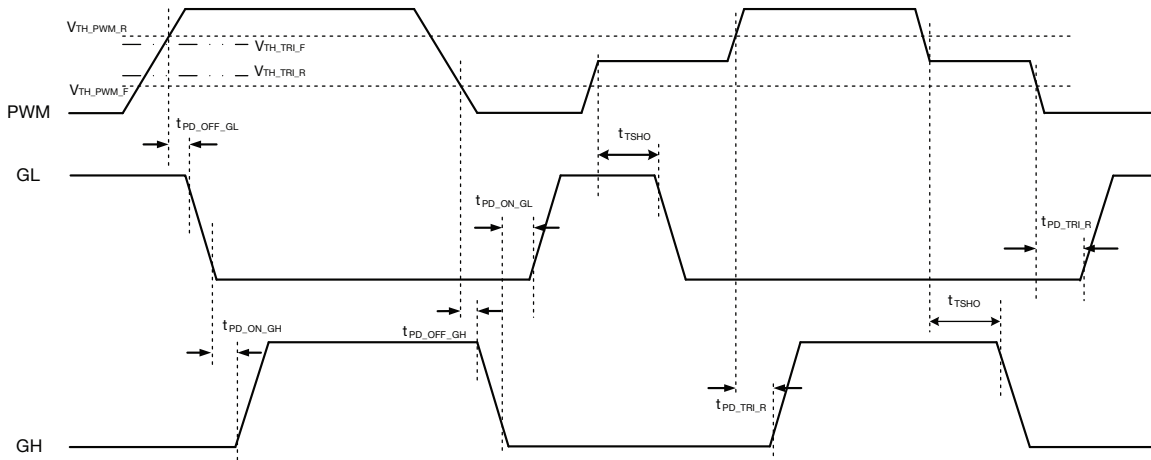 VTH_PWM_R
VTH_TRI_F
VTH_TRI_R
VTH_PWM_F
PWM
tPD_OFF_GL
tTSHO
GL
tPD_ON_GL
tPD_TRI_R
tTSHO
tPD_ON_GH
tPD_OFF_GH
tPD_TRI_R
GH